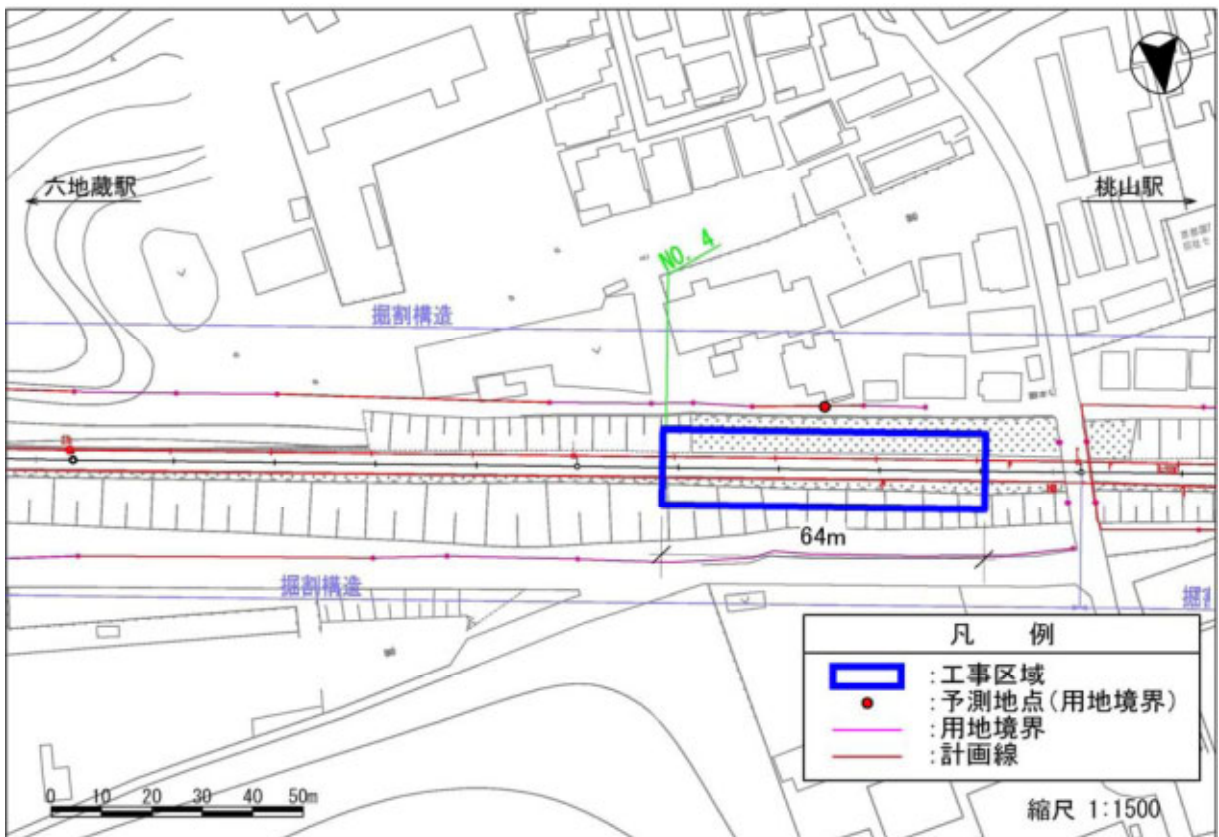 六地蔵駅
桃山駅
NO. 4
掘割構造
64m
掘割構造
凡 例
:工事区域
:予測地点(用地境界)
:用地境界
:計画線
0 10 20 30 40 50m
縮尺 1:1500